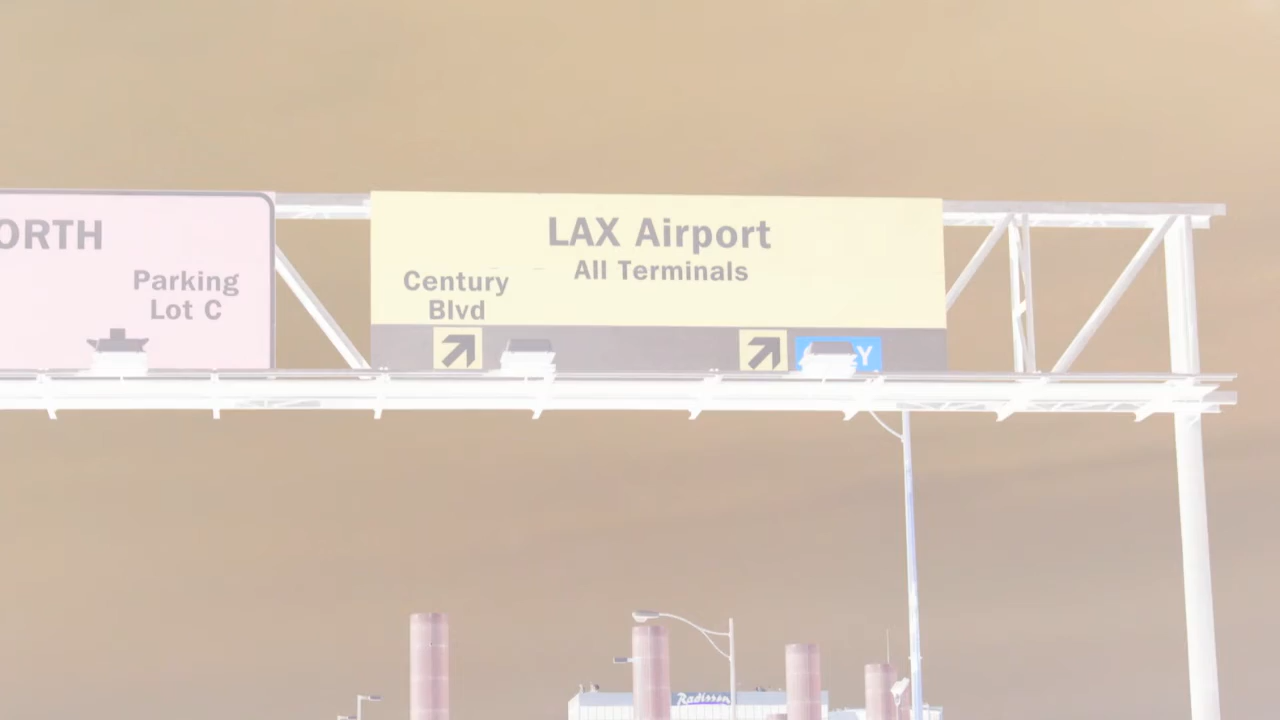 ORTH
Parking
Lot C
LAX Airport
All Terminals
Century
Blvd
Radisson